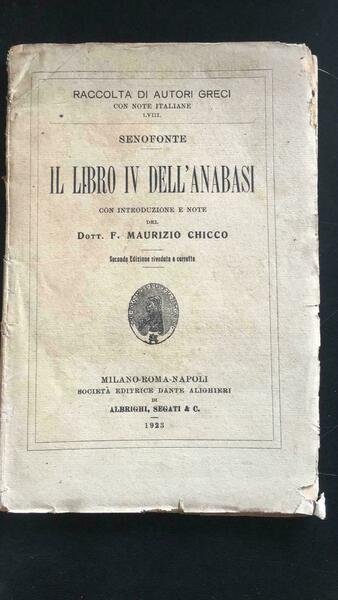 RACCOLTA DI AUTORI GRECI
CON NOTE ITALIANE
LVIII.
SENOFONTE
IL LIBRO IV DELL'ANABASI
CON INTRODUZIONE E NOTE
DEL
DOTT. F. MAURIZIO CHICCO
Seconda Edizione riveduta e corretta
MILANO-ROMA-NAPOLI
SOCIETÀ EDITRICE DANTE ALIGHIERI
DI
ALBRIGHI, SEGATI & C.
1923